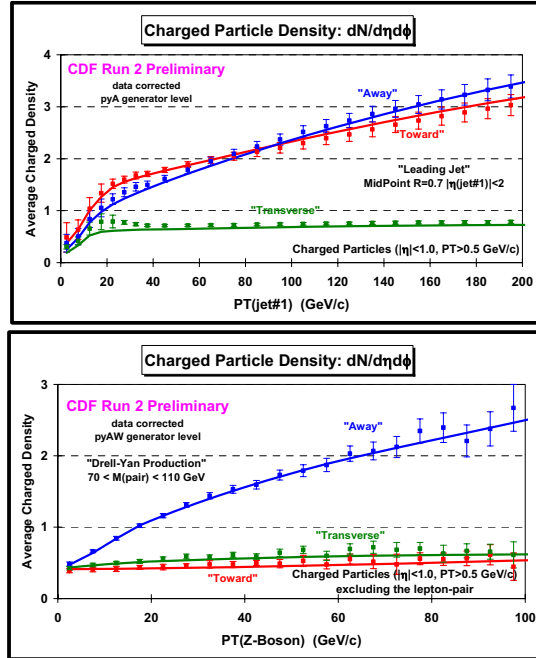 Charged Particle Density: dN/dηdϕ
CDF Run 2 Preliminary
data corrected
pyA generator level
"Away"
"Toward"
"Leading Jet"
MidPoint R=0.7 |η(jet#1)|<2
"Transverse"
Charged Particles (|η|<1.0, PT>0.5 GeV/c)
Average Charged Density
4
3
2
1
0
0 20 40 60 80 100 120 140 160 180 200
PT(jet#1) (GeV/c)
Charged Particle Density: dN/dηdϕ
CDF Run 2 Preliminary
data corrected
pyAW generator level
"Drell-Yan Production"
70 < M(pair) < 110 GeV
"Away"
"Transverse"
"Toward"
Charged Particles (|η|<1.0, PT>0.5 GeV/c)
excluding the lepton-pair
Average Charged Density
3
2
1
0
0 20 40 60 80 100
PT(Z-Boson) (GeV/c)